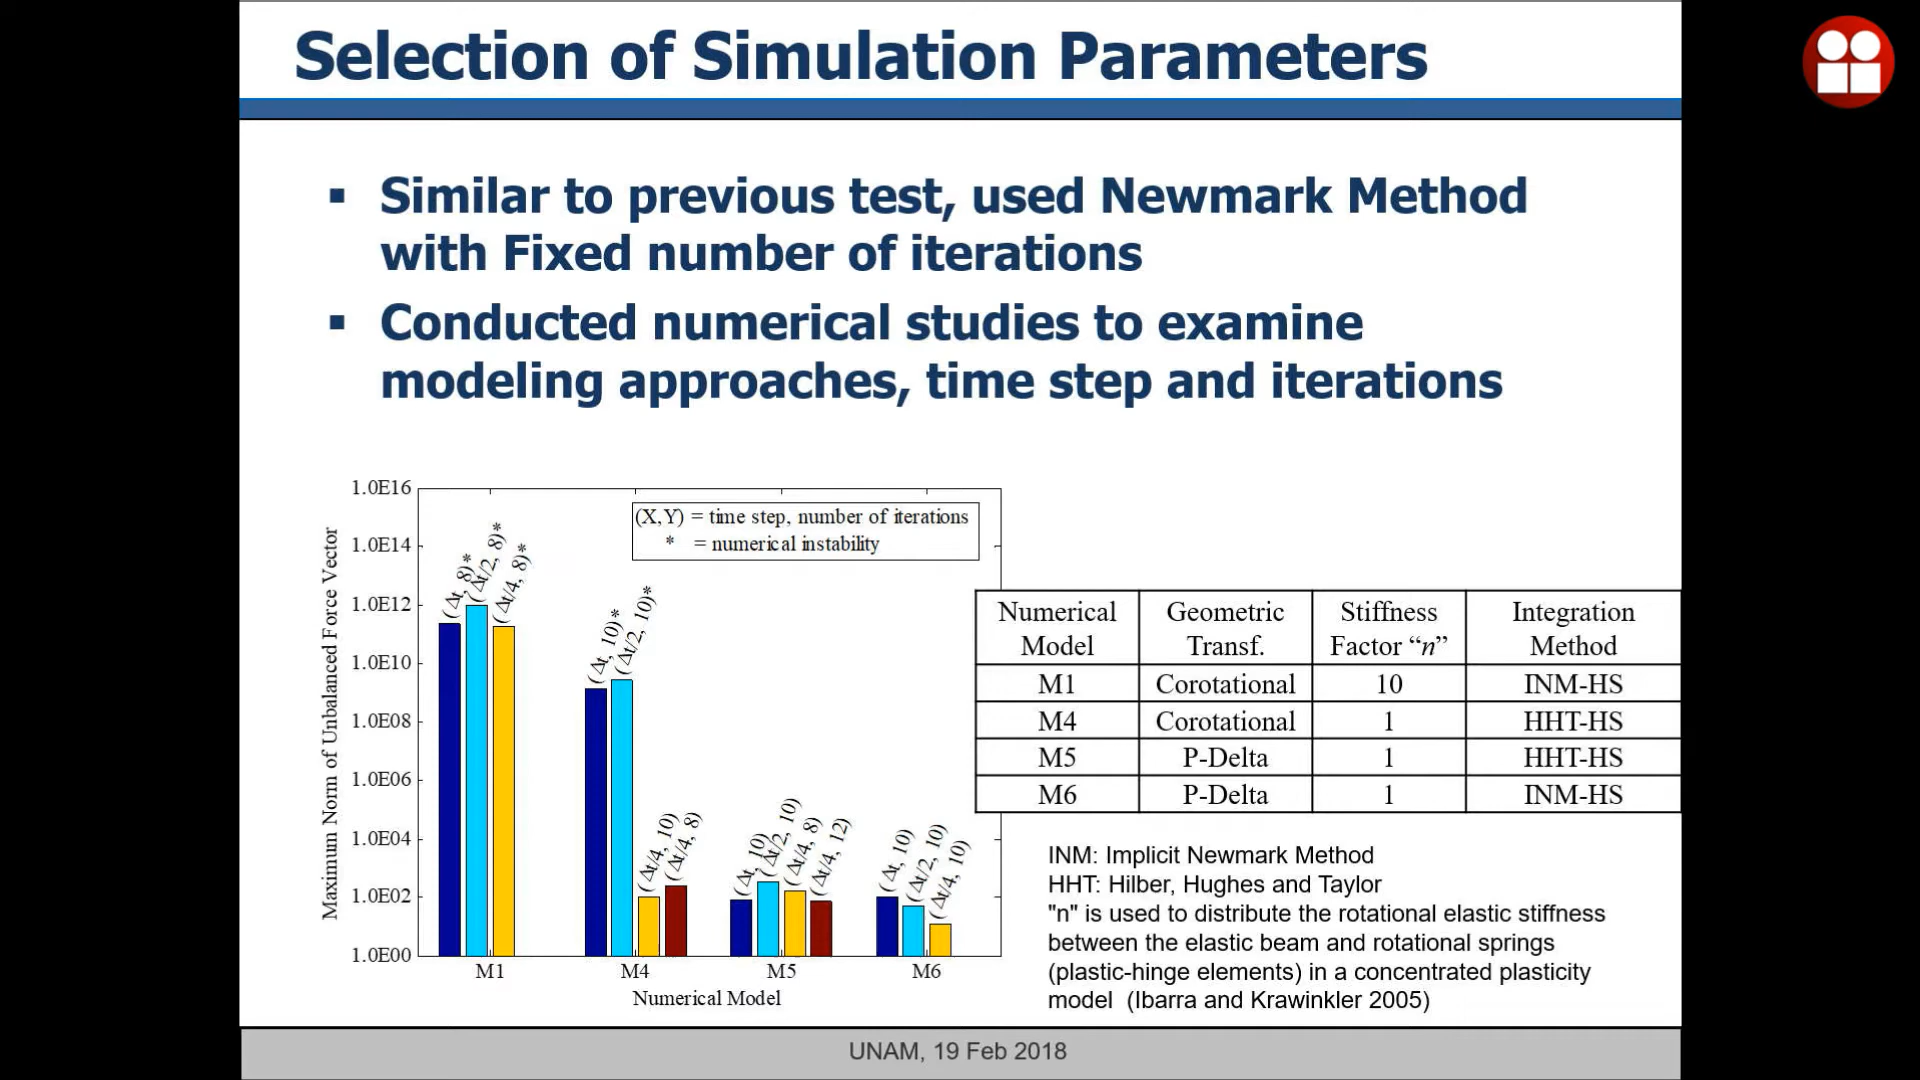 Selection of Simulation Parameters
▪ Similar to previous test, used Newmark Method
with Fixed number of iterations
▪ Conducted numerical studies to examine
modeling approaches, time step and iterations
Maximum Norm of Unbalanced Force Vector
1.0E16
1.0E14
1.0E12
1.0E10
1.0E08
1.0E06
1.0E04
1.0E02
1.0E00
(X,Y) = time step, number of iterations
* = numerical instability
(Δt, 8)*
(Δt/2, 8)*
(Δt/4, 8)*
(Δt, 10)*
(Δt/2, 10)*
(Δt/4, 10)
(Δt/4, 8)
(Δt, 10)
(Δt/2, 10)
(Δt/4, 8)
(Δt/4, 12)
(Δt, 10)
(Δt/2, 10)
(Δt/4, 10)
M1 M4 M5 M6
Numerical Model
Numerical Geometric Stiffness Integration
Model Transf. Factor “n” Method
M1 Corotational 10 INM-HS
M4 Corotational 1 HHT-HS
M5 P-Delta 1 HHT-HS
M6 P-Delta 1 INM-HS
INM: Implicit Newmark Method
HHT: Hilber, Hughes and Taylor
"n" is used to distribute the rotational elastic stiffness
between the elastic beam and rotational springs
(plastic-hinge elements) in a concentrated plasticity
model (Ibarra and Krawinkler 2005)
UNAM, 19 Feb 2018